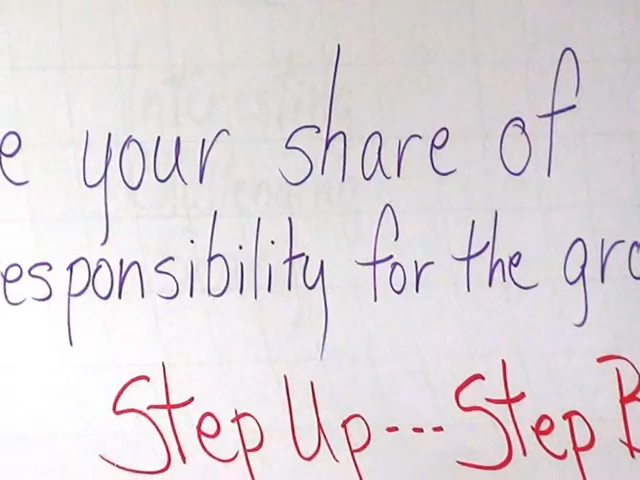 e your share of
esponsibility for the gro
Step Up... Step B